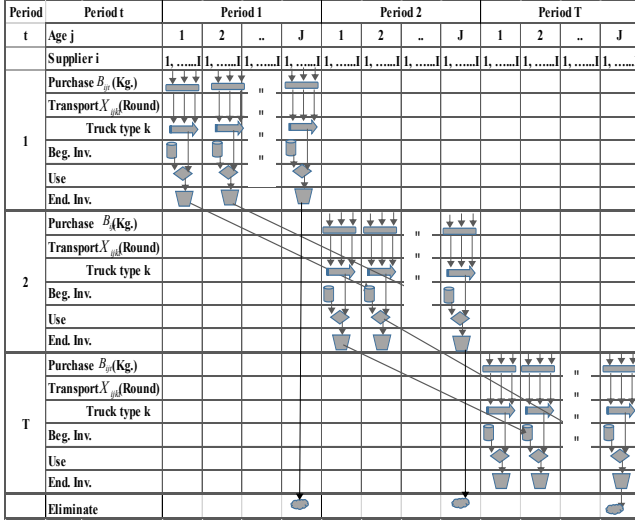 Period Period t Period 1 Period 2 Period T
t Age j 1 2 .. J 1 2 .. J 1 2 .. J
Supplier i 1, …...I 1, …...I 1, …...I 1, …...I 1, …...I 1, …...I 1, …...I 1, …...I 1, …...I 1, …...I 1, …...I 1, …...I
Purchase B_ijt (Kg.)
"
Transport X_ijkt (Round)
"
1 Truck type k
"
Beg. Inv.
"
Use
End. Inv.
Purchase B_ijt (Kg.)
"
Transport X_ijkt (Round)
"
Truck type k
"
2 Beg. Inv.
Use
End. Inv.
Purchase B_ijt (Kg.)
"
Transport X_ijkt (Round)
"
T Truck type k
"
Beg. Inv.
"
Use
End. Inv.
Eliminate